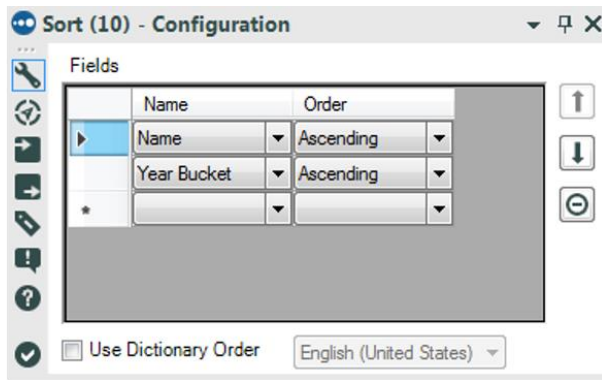 Sort (10) - Configuration
Fields
Name Order
Name Ascending
Year Bucket Ascending
Use Dictionary Order English (United States)